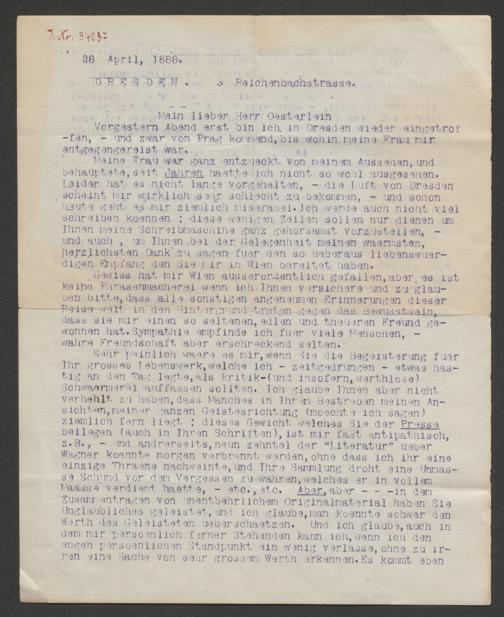 J.Nr. 94087
28 April, 1888.
DRESDEN. 3 Reichenbachstrasse.
Mein lieber Herr Oesterlein
Vorgestern Abend erst bin ich in Dresden wieder eingetrof
-fen, - und zwar von Prag kommend, bis wohin meine Frau mir
entgegengereist war.
Meine Frau war ganz entzueckt von meinem Aussehen, und
behauptete, seit Jahren haette ich nicht so wohl ausgesehen.
Leider hat es nicht lange vorgehalten, - die Luft von Dresden
scheint mir wirklich sehr schlecht zu bekommen, - und schon
heute geht es mir ziemlich miserabel. Ich werde auch nicht viel
schreiben koennen ; diese wenigen Zeilen sollen nur dienen um
Ihnen meine Schreibmaschine ganz gehorsamst vorzustellen, -
und auch , um Ihnen bei der Gelegenheit meinen waermsten,
herzlichsten Dank zu sagen fuer den so ueberaus liebenswuer-
digen Empfang den Sie mir in Wien bereitet haben.
Gewiss hat mir Wien ausserordentlich gefallen, aber es ist
keine Phrasenmacherei wenn ich Ihnen versichere und zu glau-
ben bitte, dass alle sonstigen angenehmen Erinnerungen dieser
Reise weit in den Hintergrund treten gegen das Bewusstsein,
dass sie mir einen so seltenen, edlen und theueren Freund ge-
wonnen hat. Sympathie empfinde ich fuer viele Menschen, -
wahre Freundschaft aber erschreckend selten.
Sehr peinlich waere es mir, wenn Sie die Begeisterung fuer
Ihr grosses Lebenswerk, welche ich - zeitgedrungen - etwas has-
tig an den Tag legte, als kritik-(und insofern, werthlose)
Schwaermerei auffassen sollten. Ich glaube Ihnen aber nicht
verhehlt zu haben, dass Manches in Ihrem Bestreben meinen An-
sichten, meiner ganzen Geistesrichtung (moechte ich sagen)
ziemlich fern liegt : dieses Gewicht welches Sie der Presse
beilegen (auch in Ihren Schriften), ist mir fast antipathisch,
z.B., - und andrerseits, neun zehntel der "Literatur" ueber
Wagner koennte morgen verbrannt werden, ohne dass ich ihr eine
einzige Thraene nachweinte, und Ihre Sammlung droht eine Unmas-
se Schund vor dem Vergessen zu wahren, welches er in vollem
Maasse verdient haette, - etc., etc. Aber, aber - - - in dem
Zusammentragen von unentbehrlichem Originalmaterial haben Sie
Unglaubliches geleistet, und ich glaube, man koennte schwer den
Werth des Geleisteten ueberschaetzen. Und ich glaube, auch in
dem mir persoenlich ferner Stehenden kann ich, wenn ich den
engen persoenlichen Standpunkt ein wenig verlasse, ohne zu ir-
ren eine Sache von sehr grossem Werth erkennen. Es kommt eben